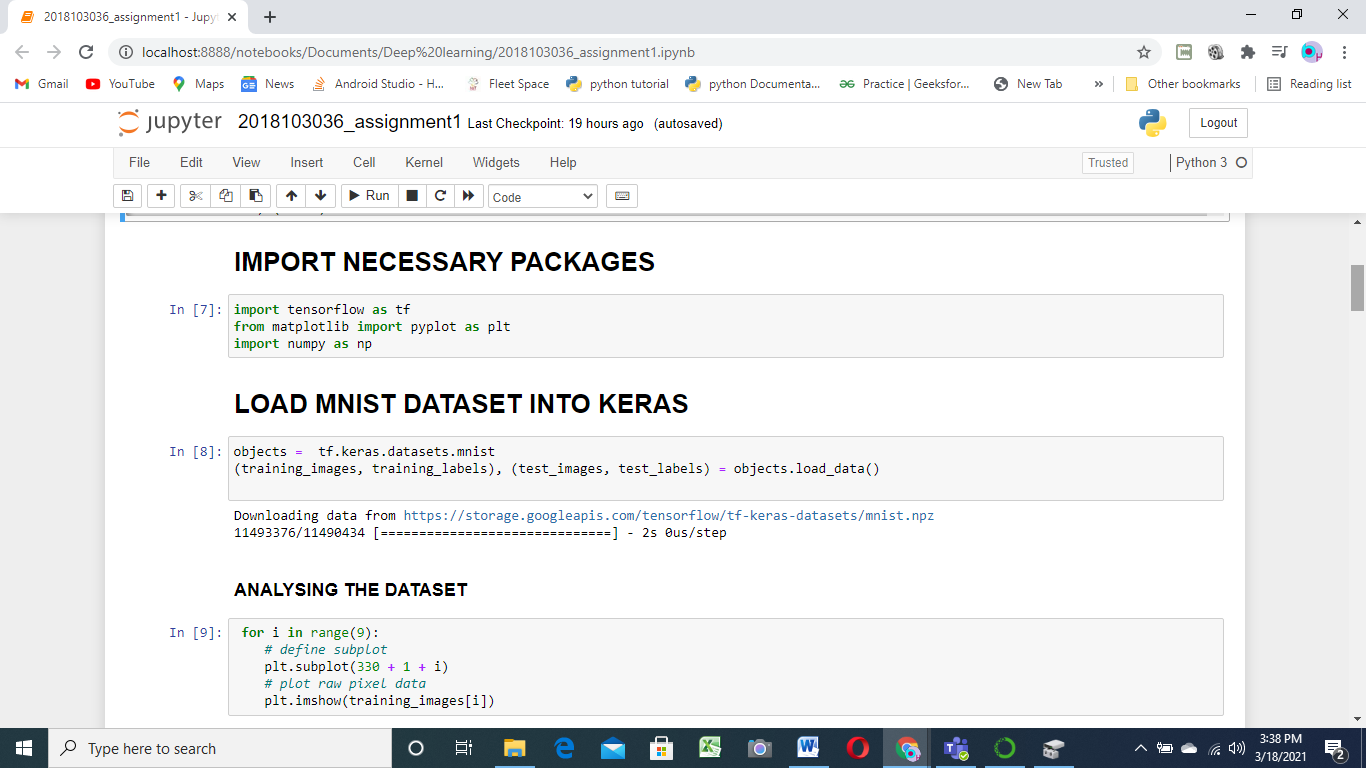 2018103036_assignment1 - Jupy
localhost:8888/notebooks/Documents/Deep%20learning/2018103036_assignment1.ipynb
Gmail YouTube Maps News Android Studio - H... Fleet Space python tutorial python Documenta... Practice | Geeksfor... New Tab » Other bookmarks Reading list
jupyter 2018103036_assignment1 Last Checkpoint: 19 hours ago (autosaved) Logout
File Edit View Insert Cell Kernel Widgets Help Trusted Python 3
Run Code
IMPORT NECESSARY PACKAGES
In [7]: import tensorflow as tf
from matplotlib import pyplot as plt
import numpy as np
LOAD MNIST DATASET INTO KERAS
In [8]: objects =  tf.keras.datasets.mnist
(training_images, training_labels), (test_images, test_labels) = objects.load_data()
Downloading data from https://storage.googleapis.com/tensorflow/tf-keras-datasets/mnist.npz
11493376/11490434 [==============================] - 2s 0us/step
ANALYSING THE DATASET
In [9]: for i in range(9):
# define subplot
plt.subplot(330 + 1 + i)
# plot raw pixel data
plt.imshow(training_images[i])
Type here to search
3:38 PM
3/18/2021
2